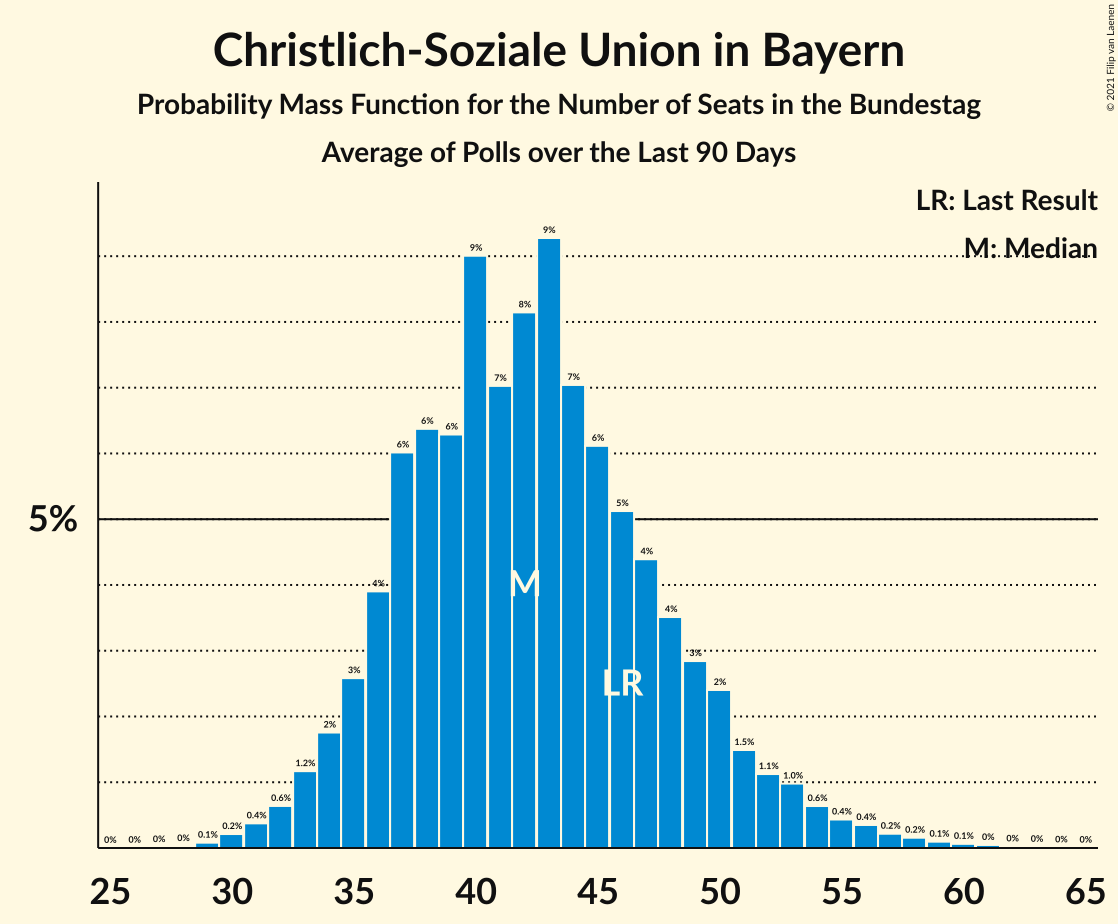 Christlich-Soziale Union in Bayern
Probability Mass Function for the Number of Seats in the Bundestag
Average of Polls over the Last 90 Days
© 2021 Filip van Laenen
LR: Last Result
M: Median
5%
0% 0% 0% 0% 0.1% 0.2% 0.4% 0.6% 1.2% 2% 3% 4% 6% 6% 6% 9% 7% 8% 9% 7% 6% 5% 4% 4% 3% 2% 1.5% 1.1% 1.0% 0.6% 0.4% 0.4% 0.2% 0.2% 0.1% 0.1% 0% 0% 0% 0% 0%
M
LR
25 30 35 40 45 50 55 60 65